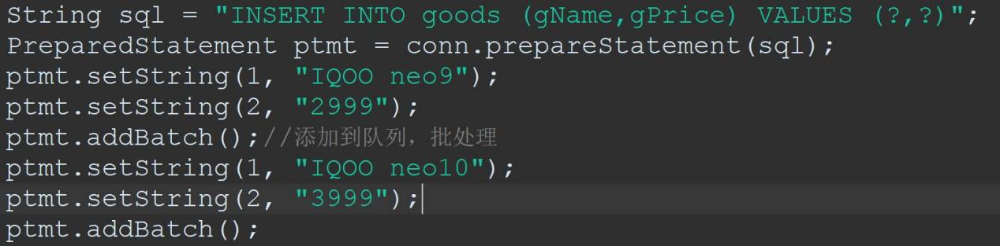 String sql = "INSERT INTO goods (gName,gPrice) VALUES (?,?)";
PreparedStatement ptmt = conn.prepareStatement(sql);
ptmt.setString(1, "IQOO neo9");
ptmt.setString(2, "2999");
ptmt.addBatch();//添加到队列，批处理
ptmt.setString(1, "IQOO neo10");
ptmt.setString(2, "3999");
ptmt.addBatch();